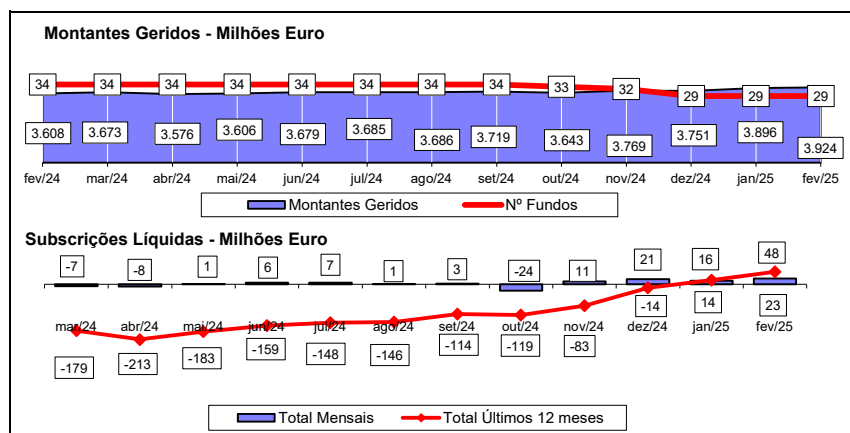 Montantes Geridos - Milhões Euro
34 34 34 34 34 34 34 34 33 32 29 29 29
3.608 3.673 3.576 3.606 3.679 3.685 3.686 3.719 3.643 3.769 3.751 3.896 3.924
fev/24 mar/24 abr/24 mai/24 jun/24 jul/24 ago/24 set/24 out/24 nov/24 dez/24 jan/25 fev/25
Montantes Geridos Nº Fundos
Subscrições Líquidas - Milhões Euro
-7 -8 1 6 7 1 3 -24 11 21 16 48
mar/24 abr/24 mai/24 jun/24 jul/24 ago/24 set/24 out/24 nov/24 dez/24 jan/25 fev/25
-179 -213 -183 -159 -148 -146 -114 -119 -83 -14 14 23
Total Mensais Total Últimos 12 meses